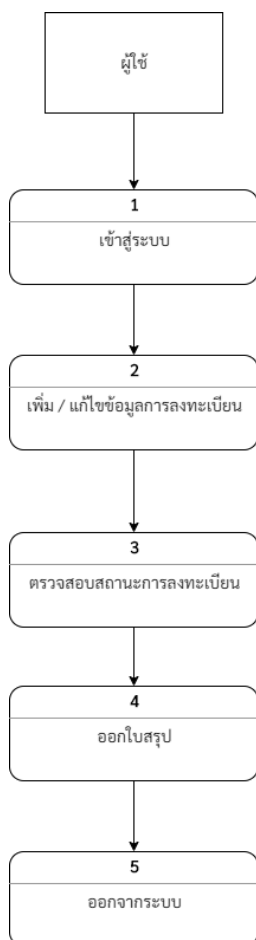 ผู้ใช้
1
เข้าสู่ระบบ
2
เพิ่ม / แก้ไขข้อมูลการลงทะเบียน
3
ตรวจสอบสถานะการลงทะเบียน
4
ออกใบสรุป
5
ออกจากระบบ